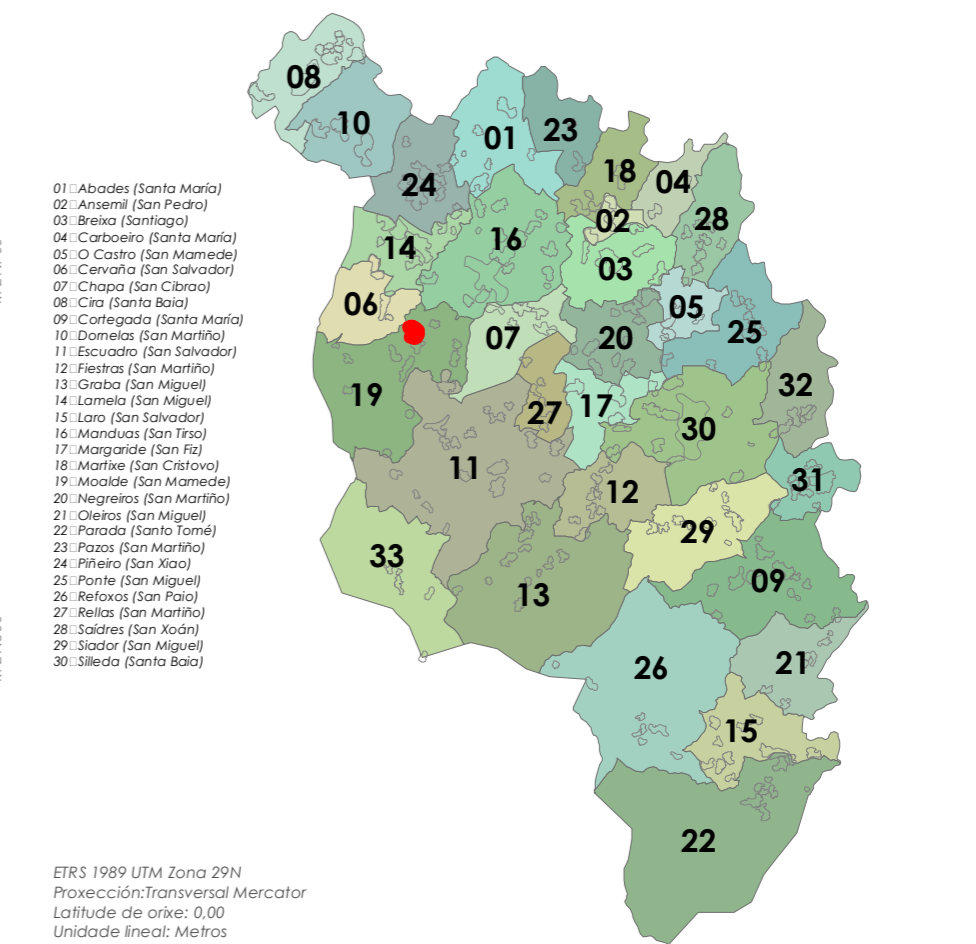 08
10
01
23
18
04
24
02
28
16
14
03
06
05
20
07
25
19
32
27
17
30
11
12
31
29
33
13
09
26
21
15
22
01 Abades (Santa María)
02 Ansemil (San Pedro)
03 Breixa (Santiago)
04 Carboeiro (Santa María)
05 O Castro (San Mamede)
06 Cervaña (San Salvador)
07 Chapa (San Cibrao)
08 Cira (Santa Baia)
09 Cortegada (Santa María)
10 Dornelas (San Martiño)
11 Escuadro (San Salvador)
12 Fiestras (San Martiño)
13 Graba (San Miguel)
14 Lamela (San Miguel)
15 Laro (San Salvador)
16 Manduas (San Tirso)
17 Margaride (San Fiz)
18 Martixe (San Cristovo)
19 Moalde (San Mamede)
20 Negreiros (San Martiño)
21 Oleiros (San Miguel)
22 Parada (Santo Tomé)
23 Pazos (San Martiño)
24 Piñeiro (San Xiao)
25 Ponte (San Miguel)
26 Refoxos (San Paio)
27 Rellas (San Martiño)
28 Saídres (San Xoán)
29 Siador (San Miguel)
30 Silleda (Santa Baia)
ETRS 1989 UTM Zona 29N
Proxección:Transversal Mercator
Latitude de orixe: 0,00
Unidade lineal: Metros